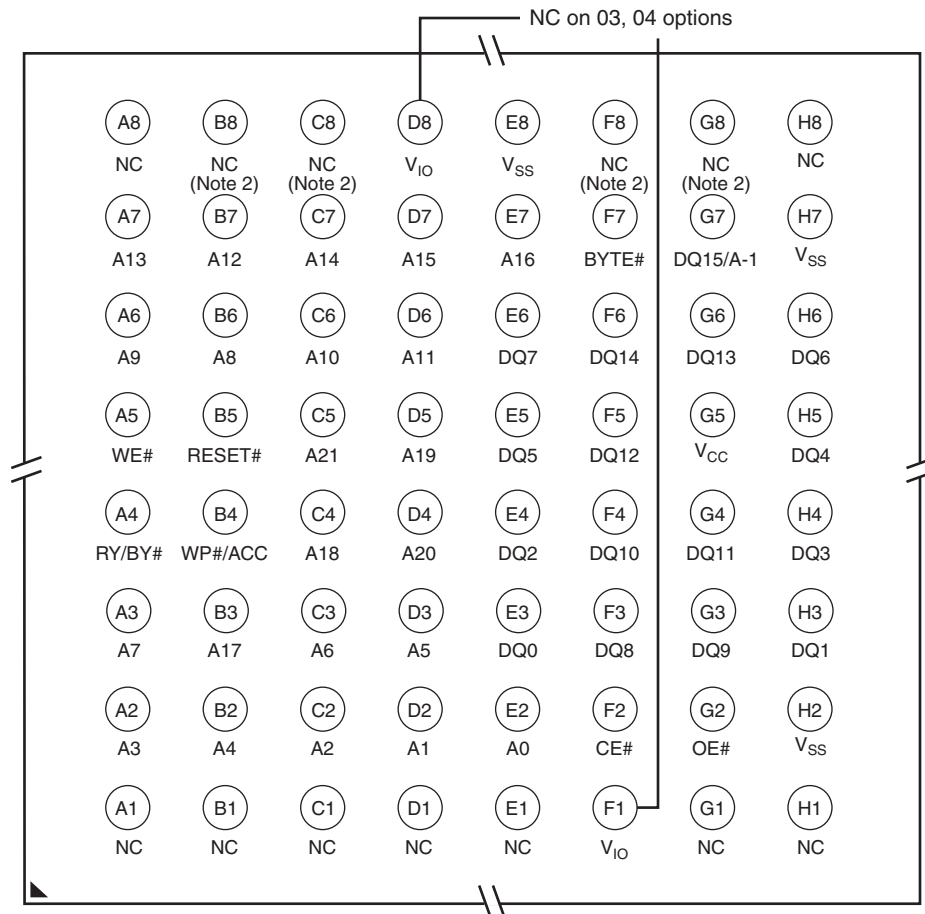 NC on 03, 04 options
A8 B8 C8 D8 E8 F8 G8 H8
NC NC NC VIO VSS NC NC NC
(Note 2) (Note 2) (Note 2) (Note 2)
A7 B7 C7 D7 E7 F7 G7 H7
A13 A12 A14 A15 A16 BYTE# DQ15/A-1 VSS
A6 B6 C6 D6 E6 F6 G6 H6
A9 A8 A10 A11 DQ7 DQ14 DQ13 DQ6
A5 B5 C5 D5 E5 F5 G5 H5
WE# RESET# A21 A19 DQ5 DQ12 VCC DQ4
A4 B4 C4 D4 E4 F4 G4 H4
RY/BY# WP#/ACC A18 A20 DQ2 DQ10 DQ11 DQ3
A3 B3 C3 D3 E3 F3 G3 H3
A7 A17 A6 A5 DQ0 DQ8 DQ9 DQ1
A2 B2 C2 D2 E2 F2 G2 H2
A3 A4 A2 A1 A0 CE# OE# VSS
A1 B1 C1 D1 E1 F1 G1 H1
NC NC NC NC NC VIO NC NC